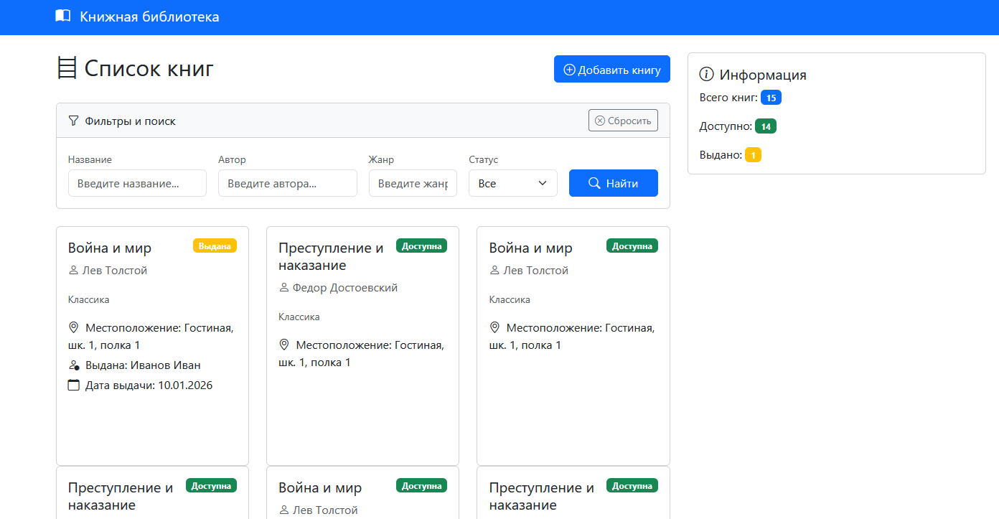 Книжная библиотека
Список книг
Добавить книгу
Фильтры и поиск
Сбросить
Название
Автор
Жанр
Статус
Введите название...
Введите автора...
Введите жанр
Все
Найти
Информация
Всего книг: 15
Доступно: 14
Выдано: 1
Война и мир
Выдана
Лев Толстой
Классика
Местоположение: Гостиная,
шк. 1, полка 1
Выдана: Иванов Иван
Дата выдачи: 10.01.2026
Преступление и
наказание
Доступна
Федор Достоевский
Классика
Местоположение: Гостиная,
шк. 1, полка 1
Война и мир
Доступна
Лев Толстой
Классика
Местоположение: Гостиная,
шк. 1, полка 1
Преступление и
наказание
Доступна
Война и мир
Доступна
Лев Толстой
Преступление и
наказание
Доступна